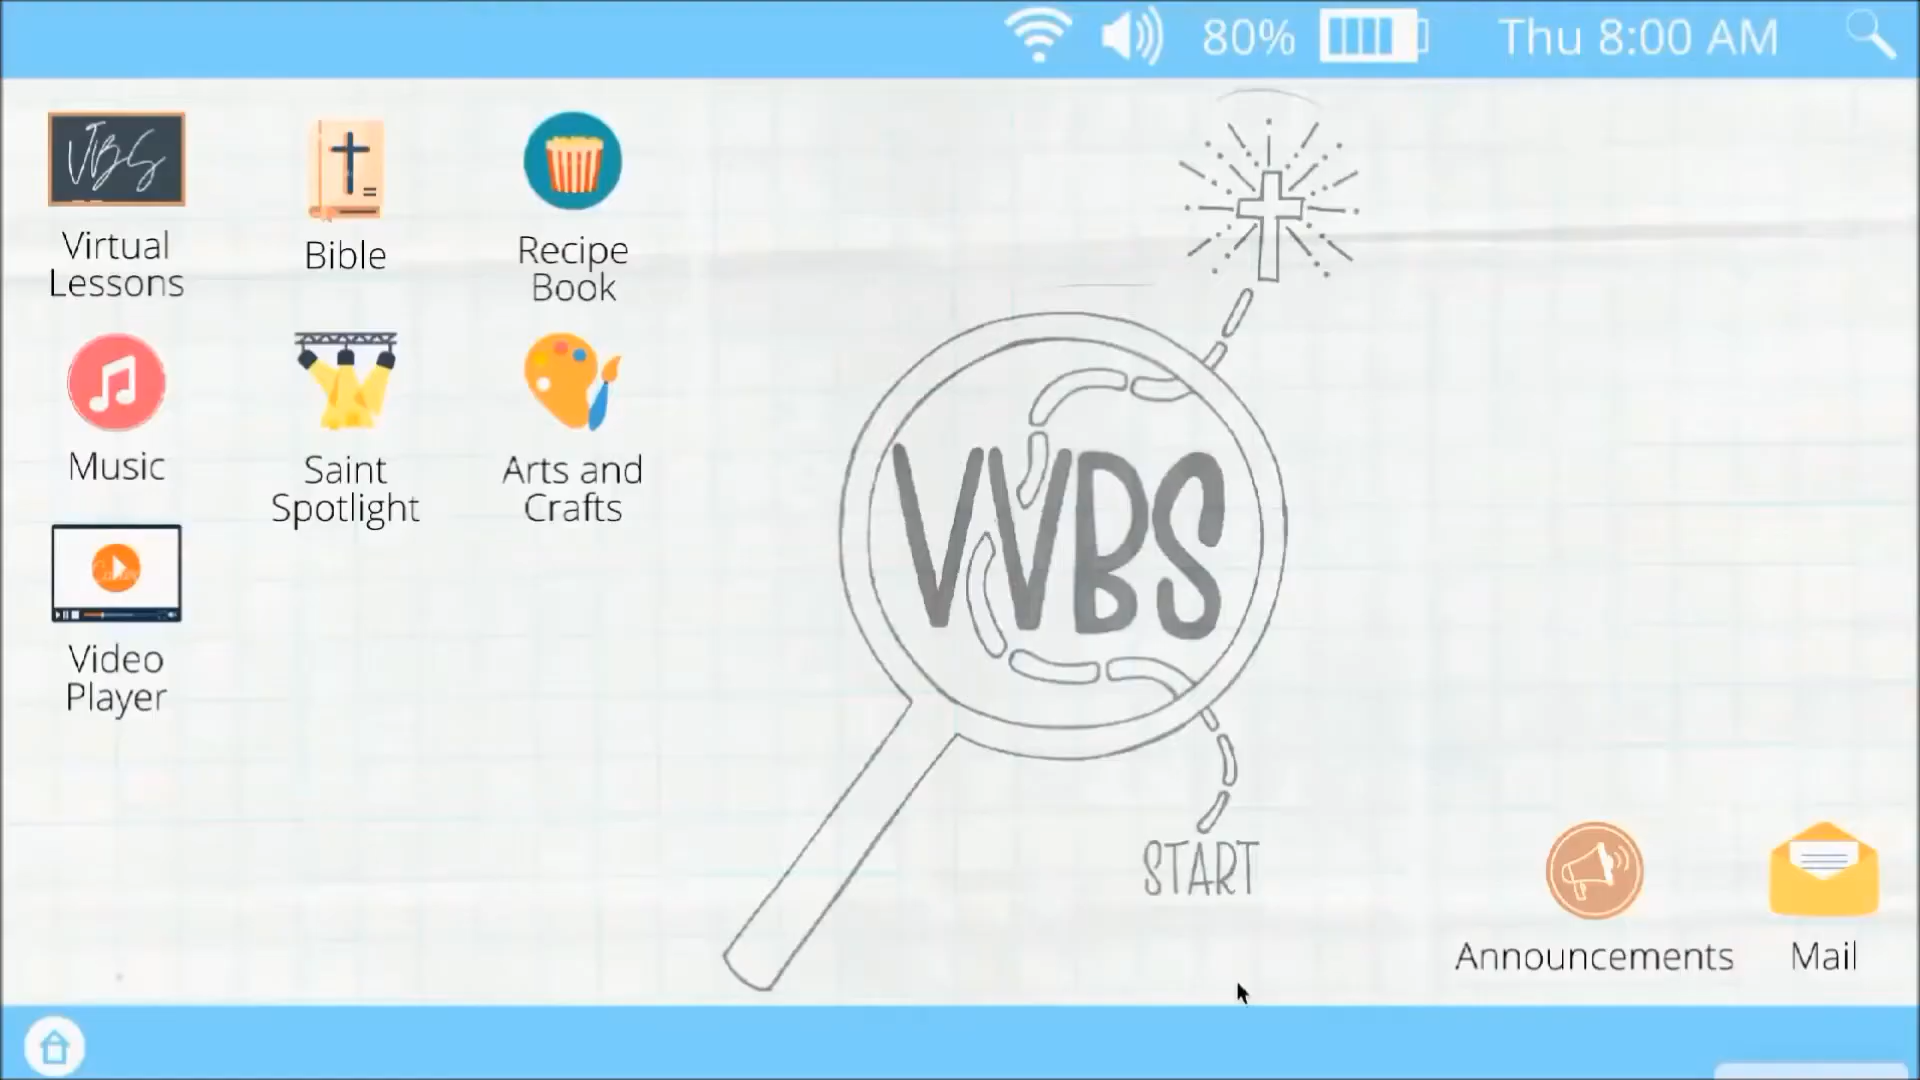 80%
Thu 8:00 AM
VBS
Virtual
Lessons
Bible
Recipe
Book
Music
Saint
Spotlight
Arts and
Crafts
Video
Player
VVBS
START
Announcements
Mail